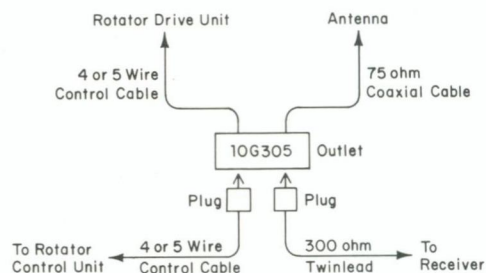 Rotator Drive Unit
Antenna
4 or 5 Wire
Control Cable
75 ohm
Coaxial Cable
10G305
Outlet
Plug
Plug
To Rotator
Control Unit
4 or 5 Wire
Control Cable
300 ohm
Twinlead
To
Receiver